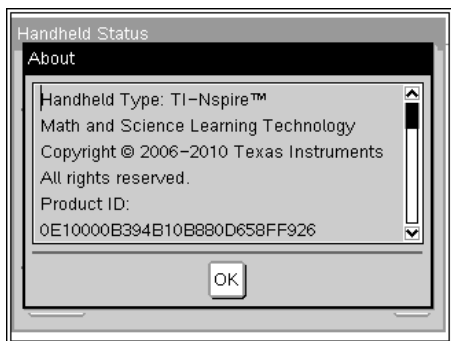 Handheld Status
About
Handheld Type: TI-Nspire™
Math and Science Learning Technology
Copyright © 2006-2010 Texas Instruments
All rights reserved.
Product ID:
0E10000B394B10B880D658FF926
OK